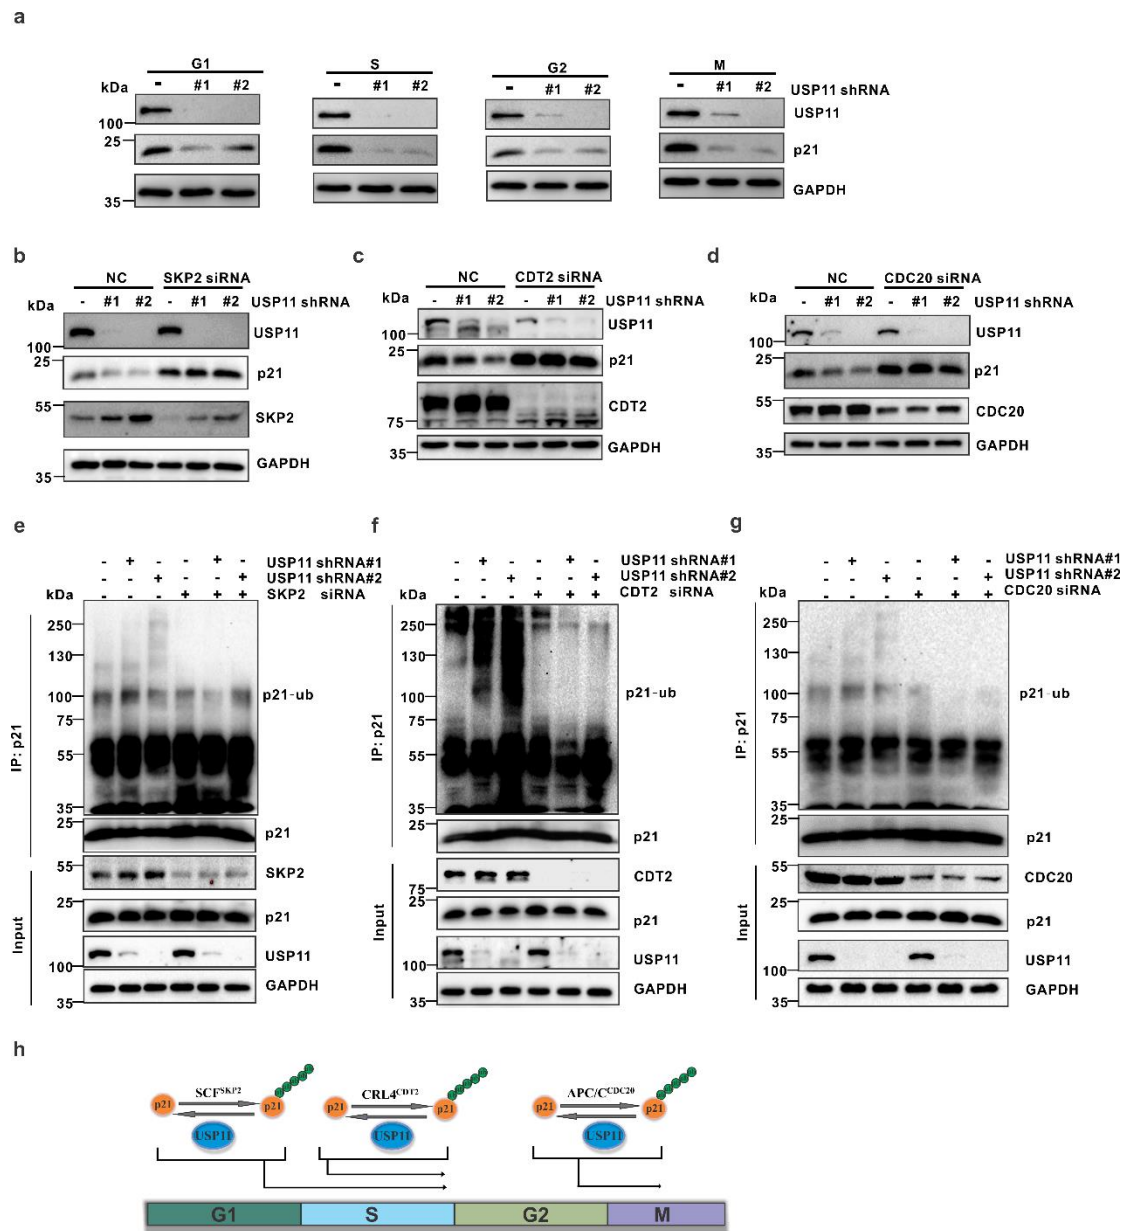 a
G1 S G2 M
kDa - #1 #2 - #1 #2 - #1 #2 - #1 #2 USP11 shRNA
100 USP11
25 p21
35 GAPDH
b
NC SKP2 siRNA
kDa - #1 #2 - #1 #2 USP11 shRNA
100 USP11
25 p21
55 SKP2
35 GAPDH
c
NC CDT2 siRNA
kDa - #1 #2 - #1 #2 USP11 shRNA
100 USP11
25 p21
75 CDT2
35 GAPDH
d
NC CDC20 siRNA
kDa - #1 #2 - #1 #2 USP11 shRNA
100 USP11
25 p21
55 CDC20
35 GAPDH
e
- + - - + - USP11 shRNA#1
- - + - - + USP11 shRNA#2
kDa - - - + + + SKP2 siRNA
250
130
100 p21-ub
75
55
35
25 p21
IP: p21
55 SKP2
25 p21
100 USP11
35 GAPDH
Input
f
- + - - + - USP11 shRNA#1
- - + - - + USP11 shRNA#2
kDa - - - + + + CDT2 siRNA
250
130
100 p21-ub
75
55
35
25 p21
IP: p21
75 CDT2
25 p21
100 USP11
35 GAPDH
Input
g
- + - - + - USP11 shRNA#1
- - + - - + USP11 shRNA#2
kDa - - - + + + CDC20 siRNA
250
130
100 p21-ub
75
55
35
25 p21
IP: p21
55 CDC20
25 p21
100 USP11
35 GAPDH
Input
h
p21 SCF^SKP2 p21
USP11
p21 CRL4^CDT2 p21
USP11
p21 APC/C^CDC20 p21
USP11
G1 S G2 M